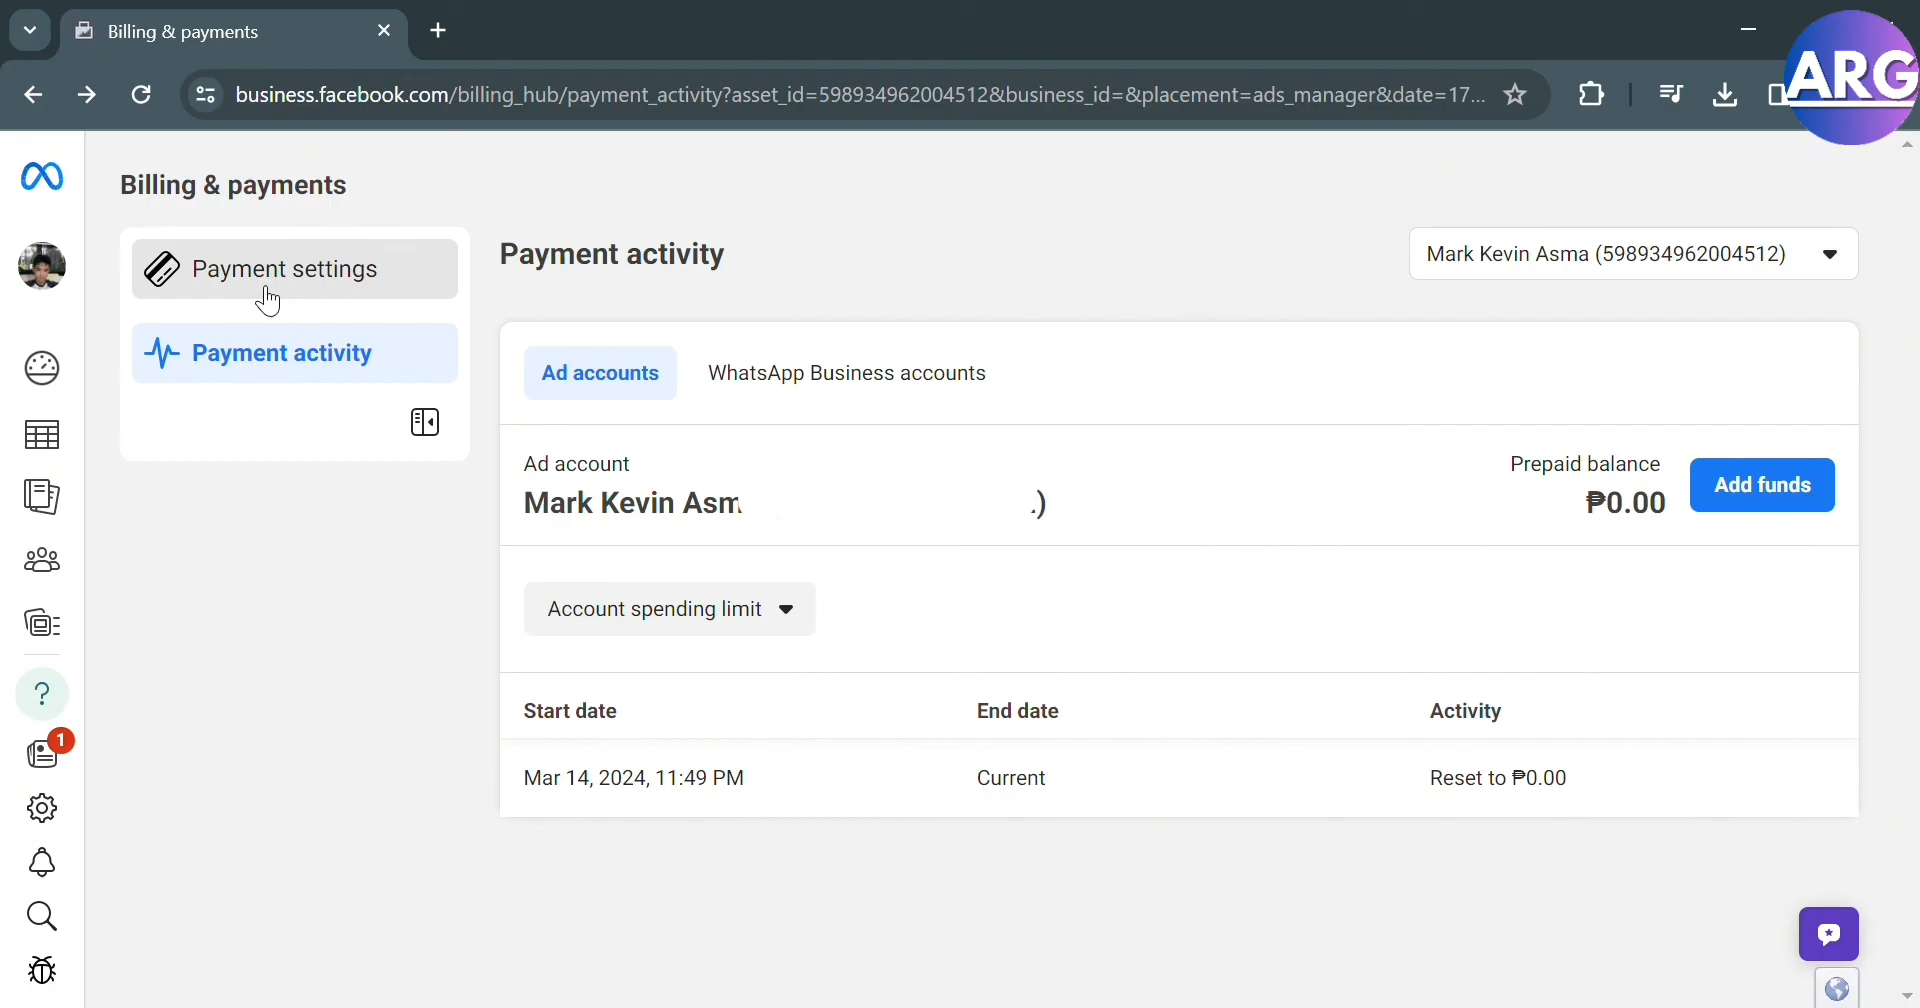 Billing & payments
ARG
business.facebook.com/billing_hub/payment_activity?asset_id=598934962004512&business_id=&placement=ads_manager&date=17...
Billing & payments
Payment settings
Payment activity
Payment activity
Mark Kevin Asma (598934962004512)
Ad accounts
WhatsApp Business accounts
Ad account
Mark Kevin Asm
)
Prepaid balance
₱0.00
Add funds
Account spending limit
Start date
End date
Activity
Mar 14, 2024, 11:49 PM
Current
Reset to ₱0.00
?
1